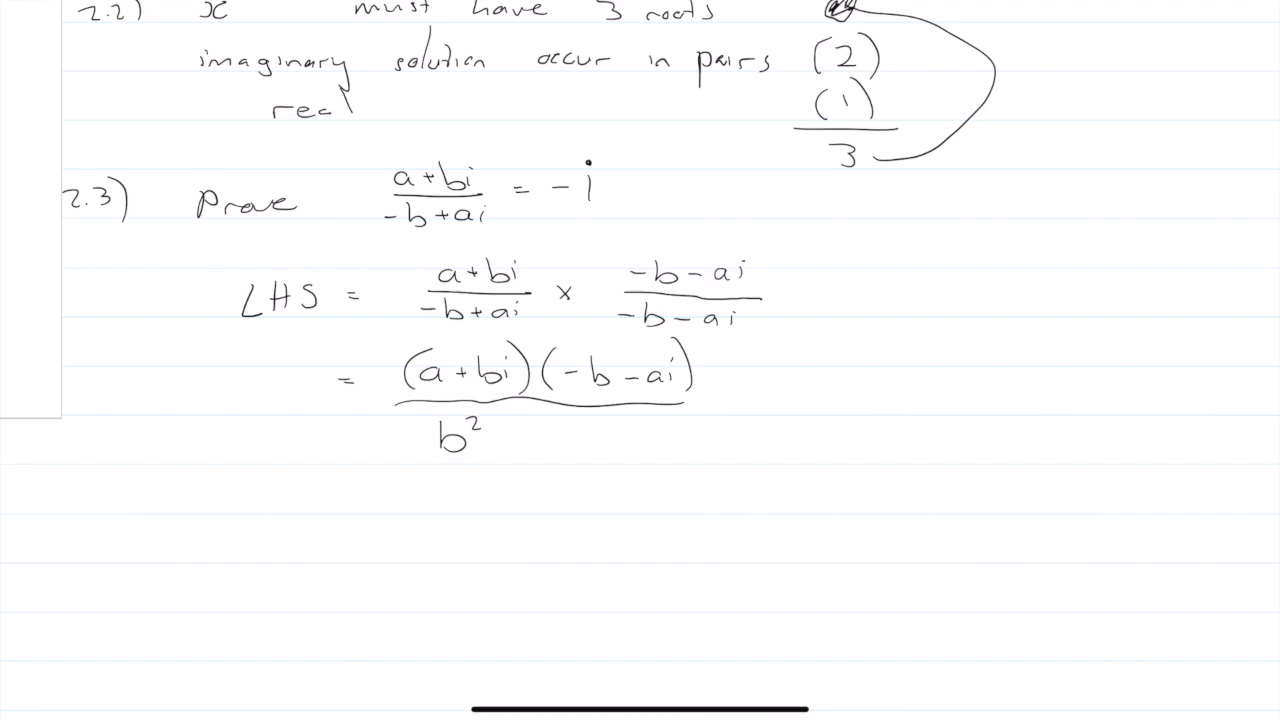 2.2) x must have 3 roots
imaginary solution occur in pairs (2)
real (1)
3
2.3) Prove (a + bi)/(-b + ai) = - i
LHS = (a + bi)/(-b + ai) × (-b - ai)/(-b - ai)
= (a + bi)(-b - ai)/b²